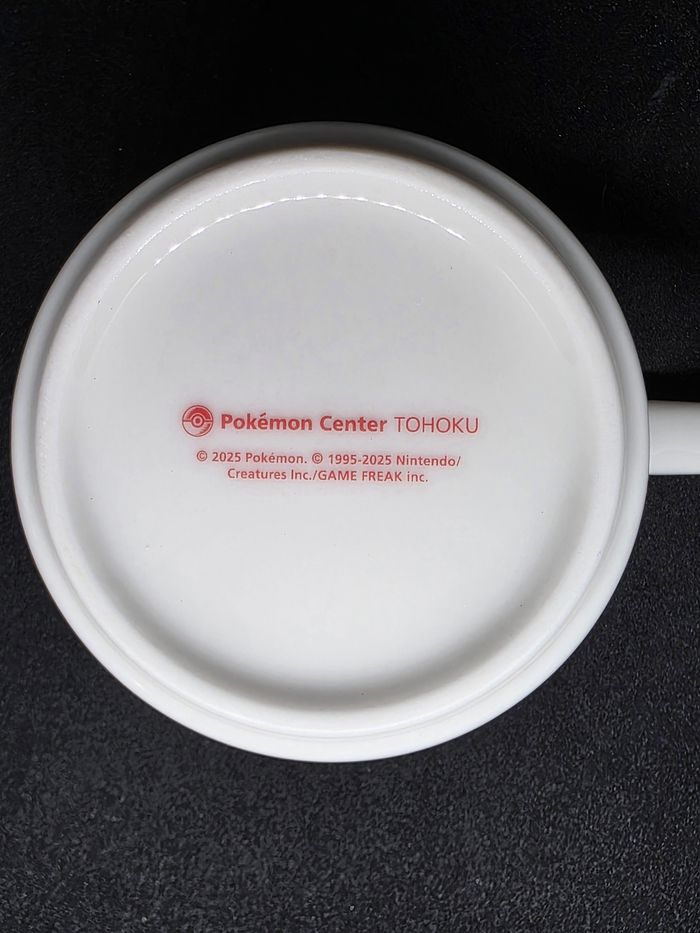 Pokémon Center TOHOKU
© 2025 Pokémon. © 1995-2025 Nintendo/
Creatures Inc./GAME FREAK inc.